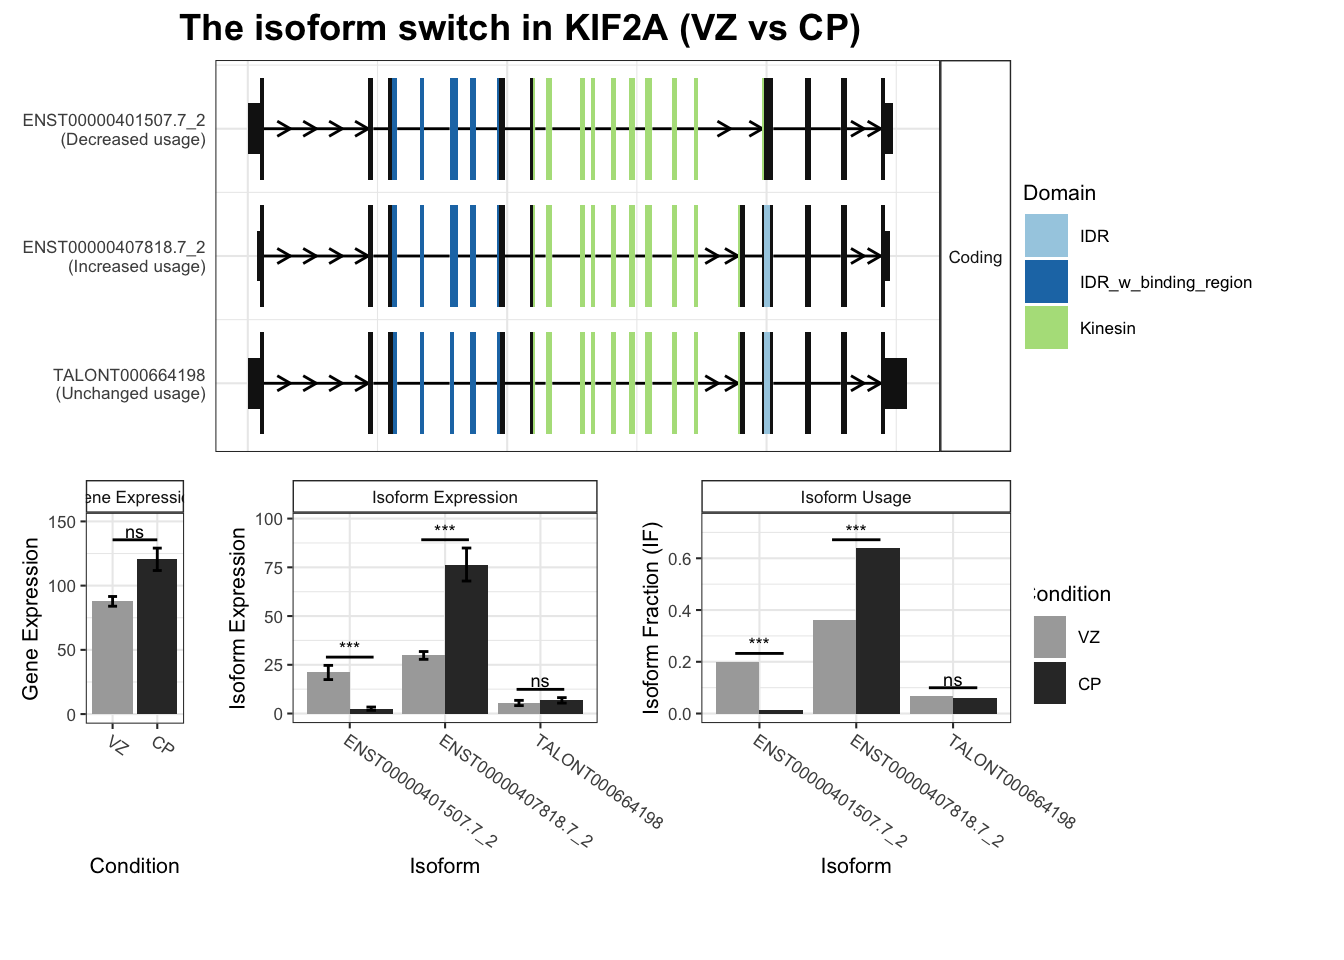 The isoform switch in KIF2A (VZ vs CP)
ENST00000401507.7_2
(Decreased usage)
ENST00000407818.7_2
(Increased usage)
TALONT000664198
(Unchanged usage)
Coding
Domain
IDR
IDR_w_binding_region
Kinesin
ene Expressi
Gene Expression
150
100
50
0
ns
VZ
CP
Condition
Isoform Expression
Isoform Expression
100
75
50
25
0
***
***
ns
ENST00000401507.7_2
ENST00000407818.7_2
TALONT000664198
Isoform
Isoform Usage
Isoform Fraction (IF)
0.6
0.4
0.2
0.0
***
***
ns
ENST00000401507.7_2
ENST00000407818.7_2
TALONT000664198
Isoform
ondition
VZ
CP